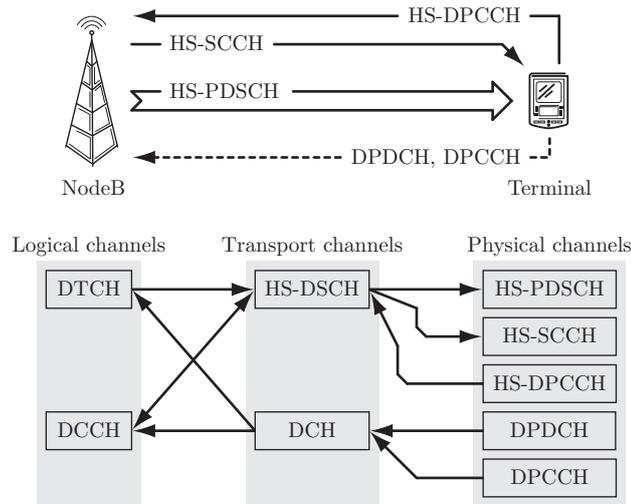 HS-DPCCH
HS-SCCH
HS-PDSCH
DPDCH, DPCCH
NodeB Terminal
Logical channels Transport channels Physical channels
DTCH HS-DSCH HS-PDSCH
HS-SCCH
HS-DPCCH
DCCH DCH DPDCH
DPCCH